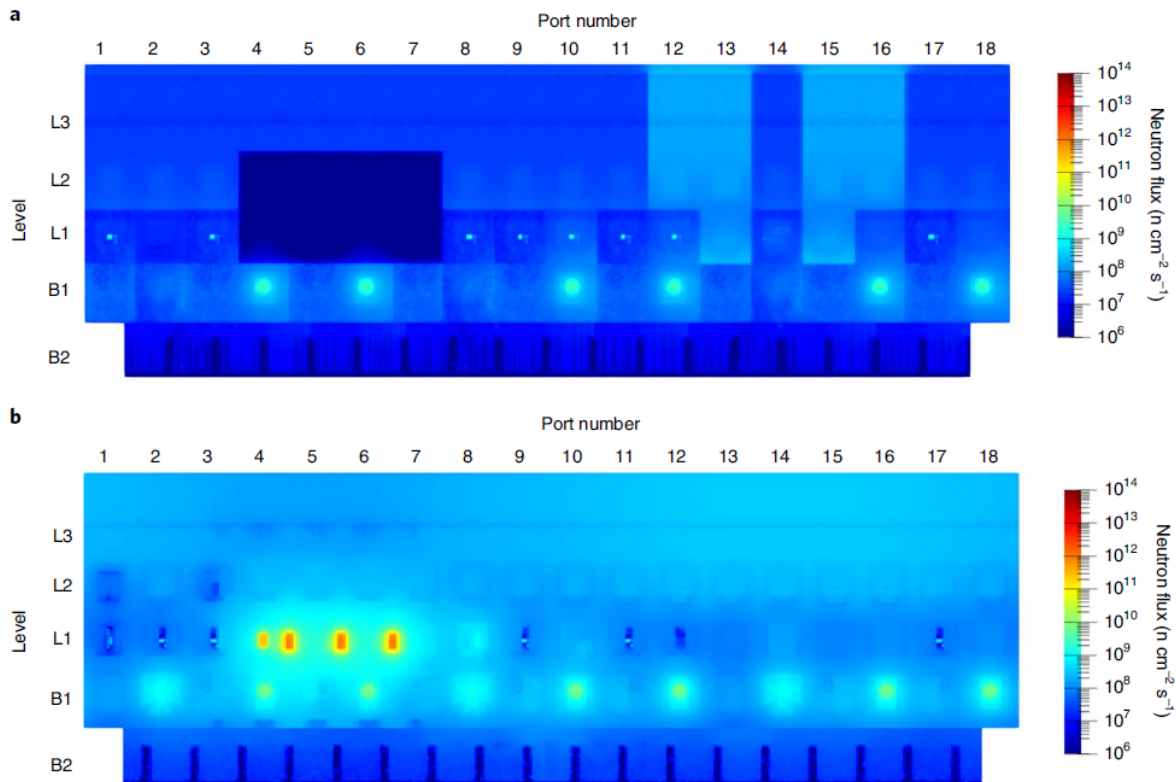 a
Port number
1 2 3 4 5 6 7 8 9 10 11 12 13 14 15 16 17 18
L3
L2
L1
B1
B2
Level
10¹⁴
10¹³
10¹²
10¹¹
10¹⁰
10⁹
10⁸
10⁷
10⁶
Neutron flux (n cm⁻² s⁻¹)
b
Port number
1 2 3 4 5 6 7 8 9 10 11 12 13 14 15 16 17 18
L3
L2
L1
B1
B2
Level
10¹⁴
10¹³
10¹²
10¹¹
10¹⁰
10⁹
10⁸
10⁷
10⁶
Neutron flux (n cm⁻² s⁻¹)